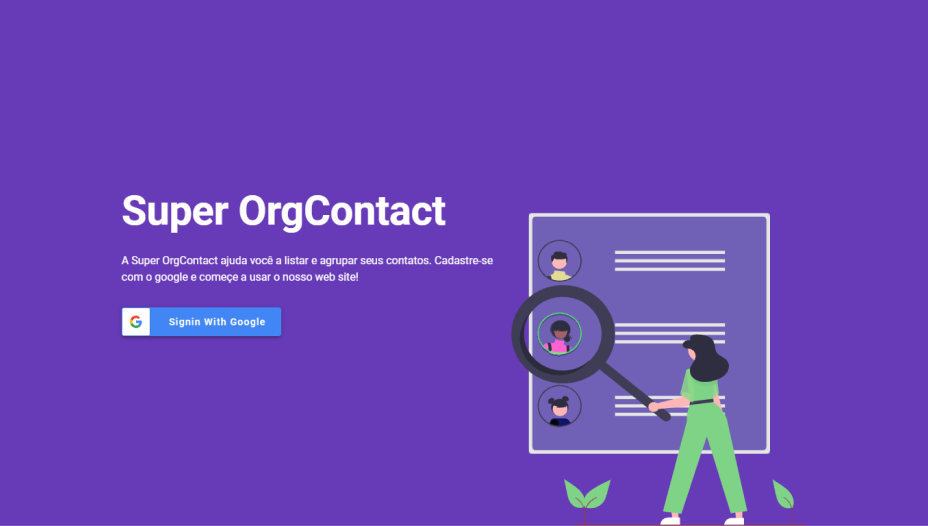 Super OrgContact
A Super OrgContact ajuda você a listar e agrupar seus contatos. Cadastre-se
com o google e começe a usar o nosso web site!
Signin With Google